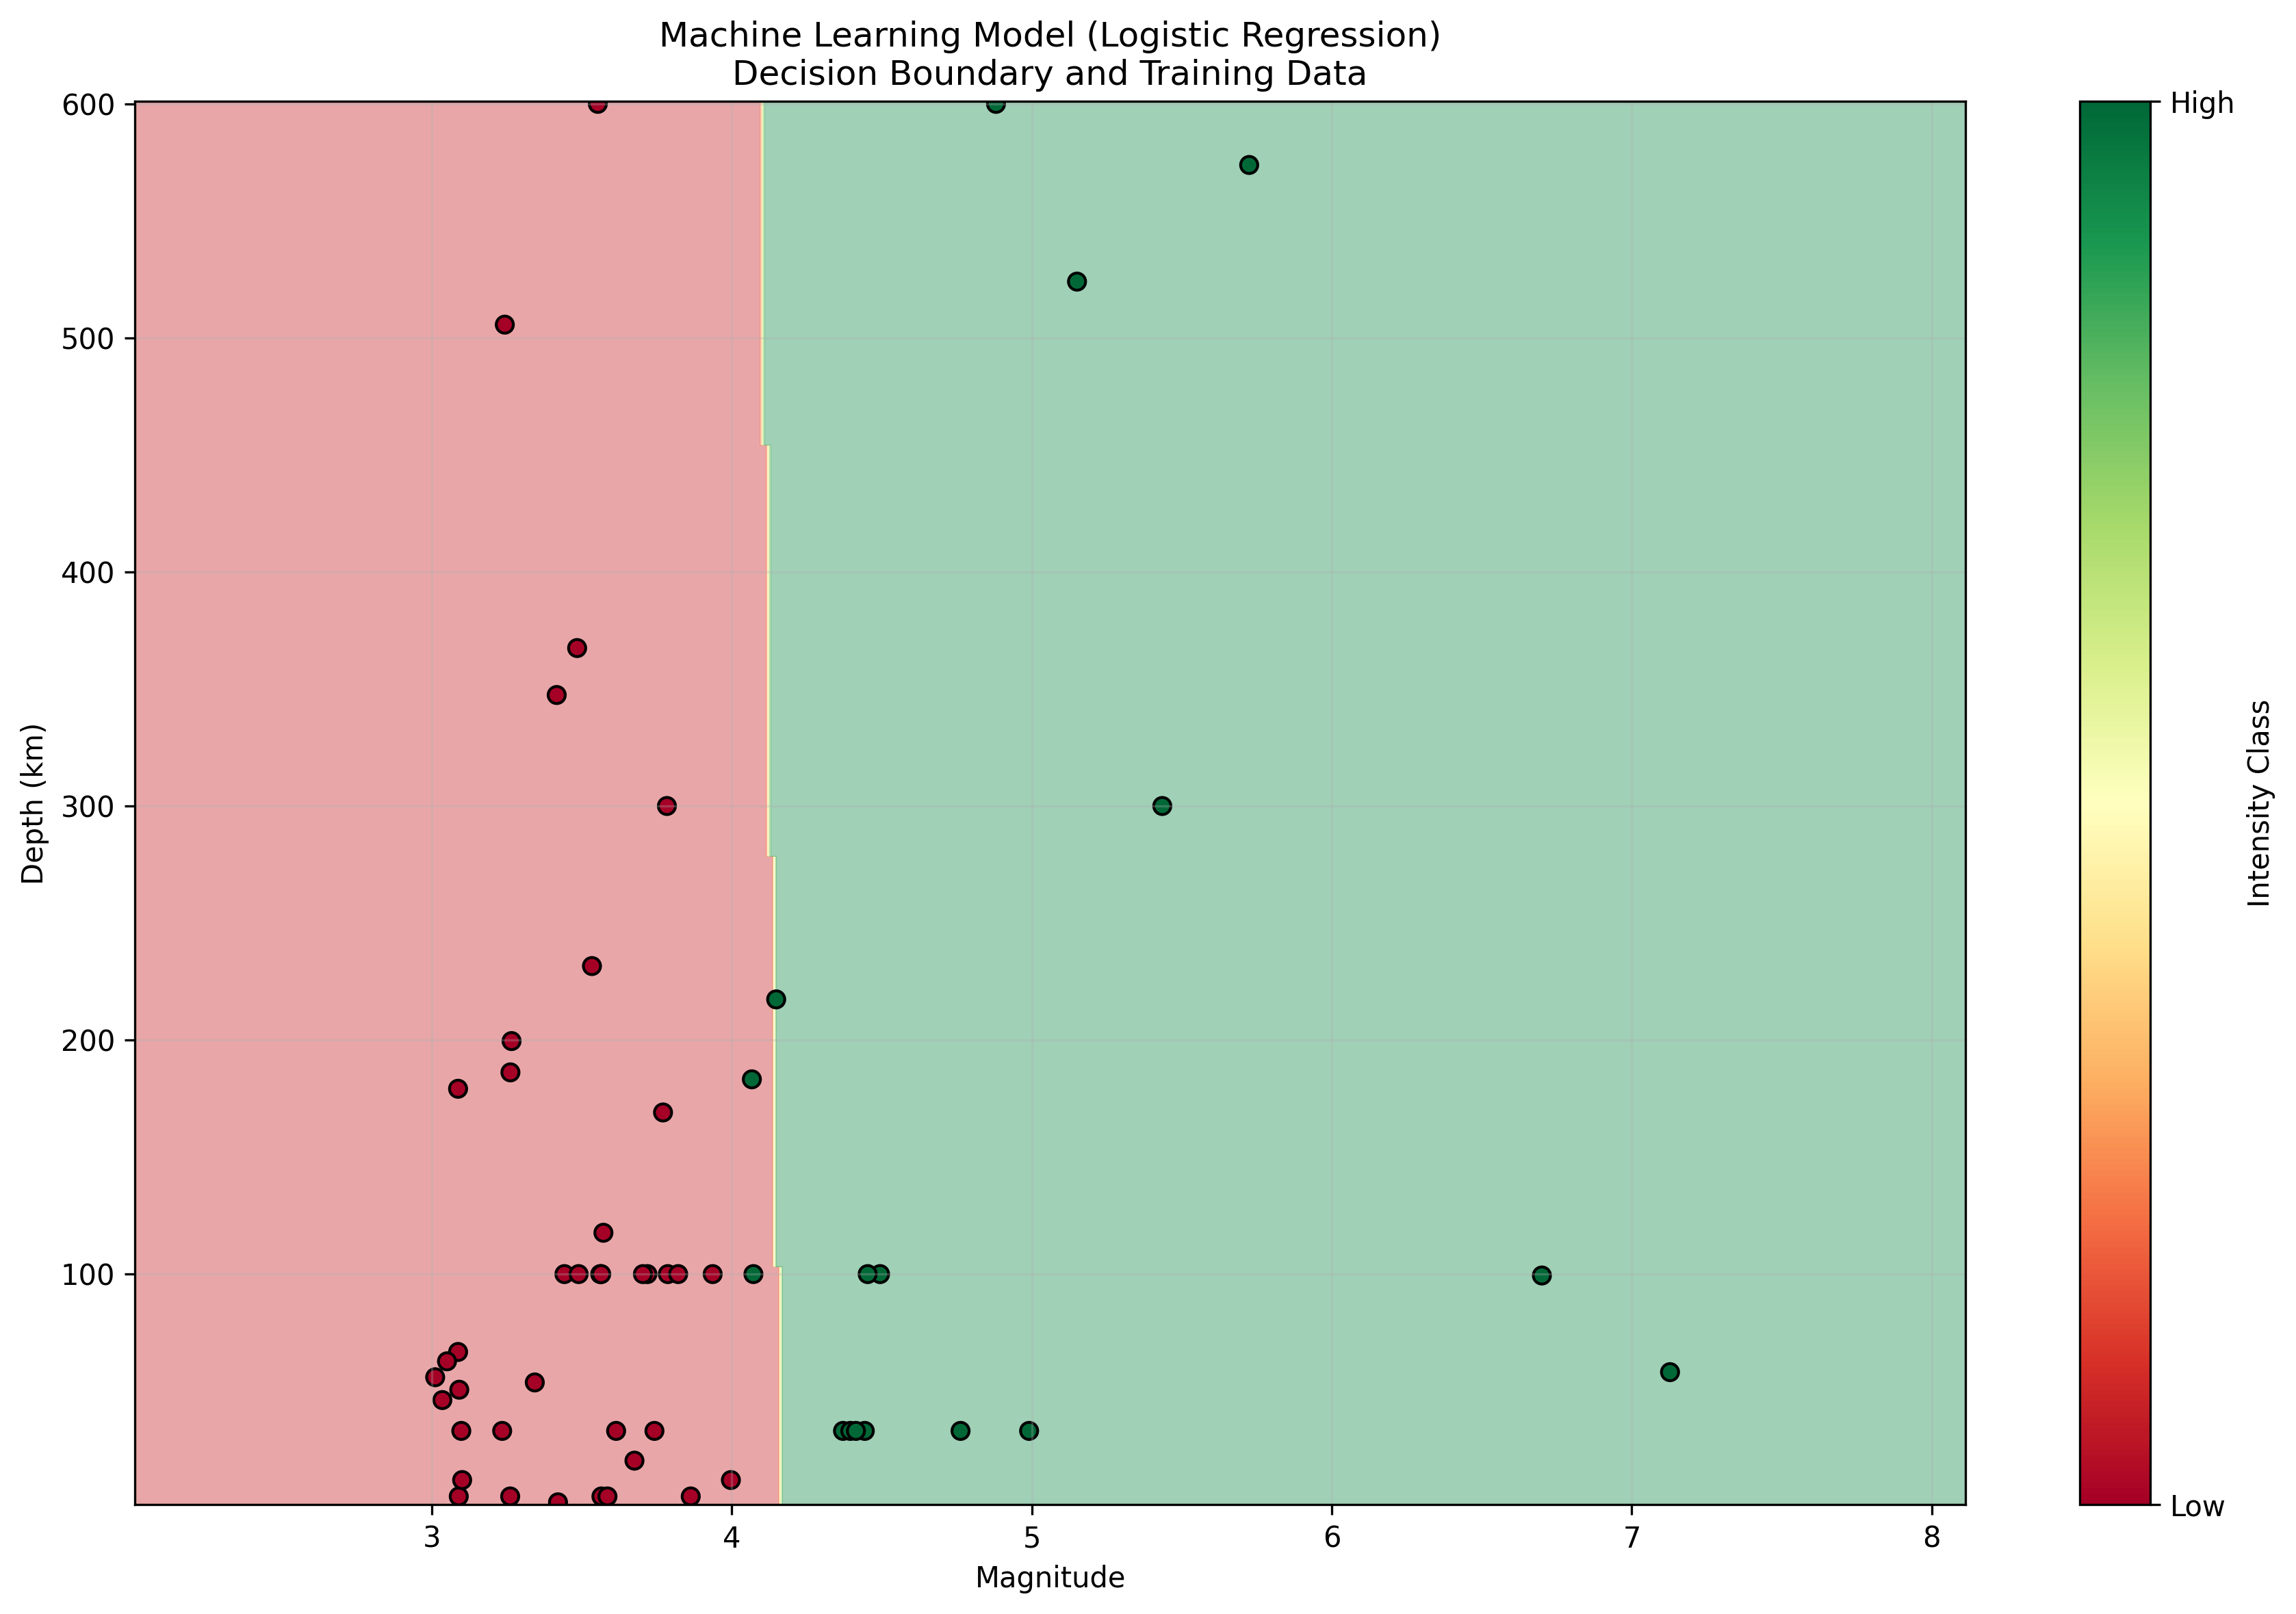 Machine Learning Model (Logistic Regression)
Decision Boundary and Training Data
600
500
400
300
200
100
Depth (km)
3
4
5
6
7
8
Magnitude
High
Low
Intensity Class